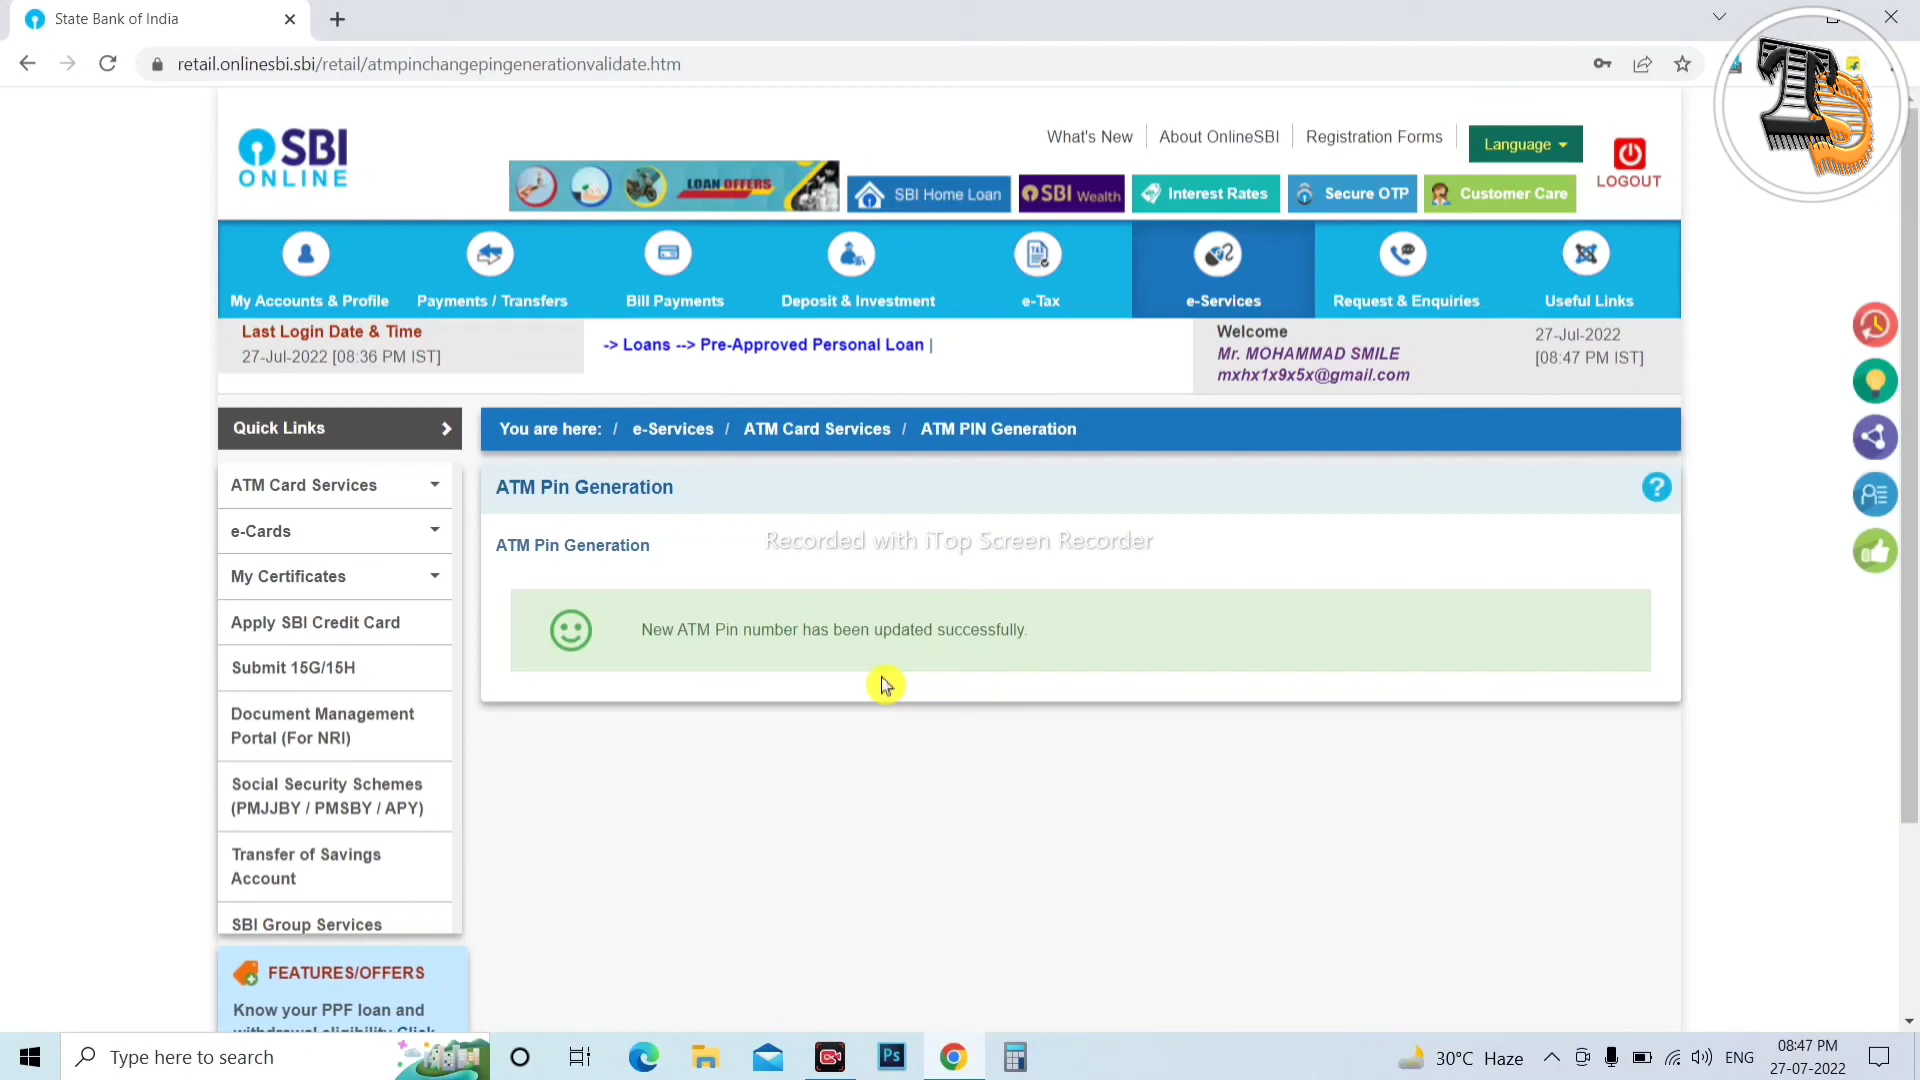 State Bank of India
retail.onlinesbi.sbi/retail/atmpinchangepingenerationvalidate.htm
TS
SBI
ONLINE
What's New
About OnlineSBI
Registration Forms
Language
LOGOUT
LOAN OFFERS
SBI Home Loan
SBI Wealth
Interest Rates
Secure OTP
Customer Care
My Accounts & Profile
Payments / Transfers
Bill Payments
Deposit & Investment
e-Tax
e-Services
Request & Enquiries
Useful Links
Last Login Date & Time
27-Jul-2022 [08:36 PM IST]
-> Loans --> Pre-Approved Personal Loan |
Welcome
Mr. MOHAMMAD SMILE
mxhx1x9x5x@gmail.com
27-Jul-2022
[08:47 PM IST]
Quick Links
You are here: / e-Services / ATM Card Services / ATM PIN Generation
ATM Card Services
e-Cards
My Certificates
Apply SBI Credit Card
Submit 15G/15H
Document Management
Portal (For NRI)
Social Security Schemes
(PMJJBY / PMSBY / APY)
Transfer of Savings
Account
SBI Group Services
ATM Pin Generation
?
ATM Pin Generation
Recorded with iTop Screen Recorder
New ATM Pin number has been updated successfully.
FEATURES/OFFERS
Know your PPF loan and
withdrawal eligibility Click
Type here to search
Ps
30°C Haze
ENG
08:47 PM
27-07-2022